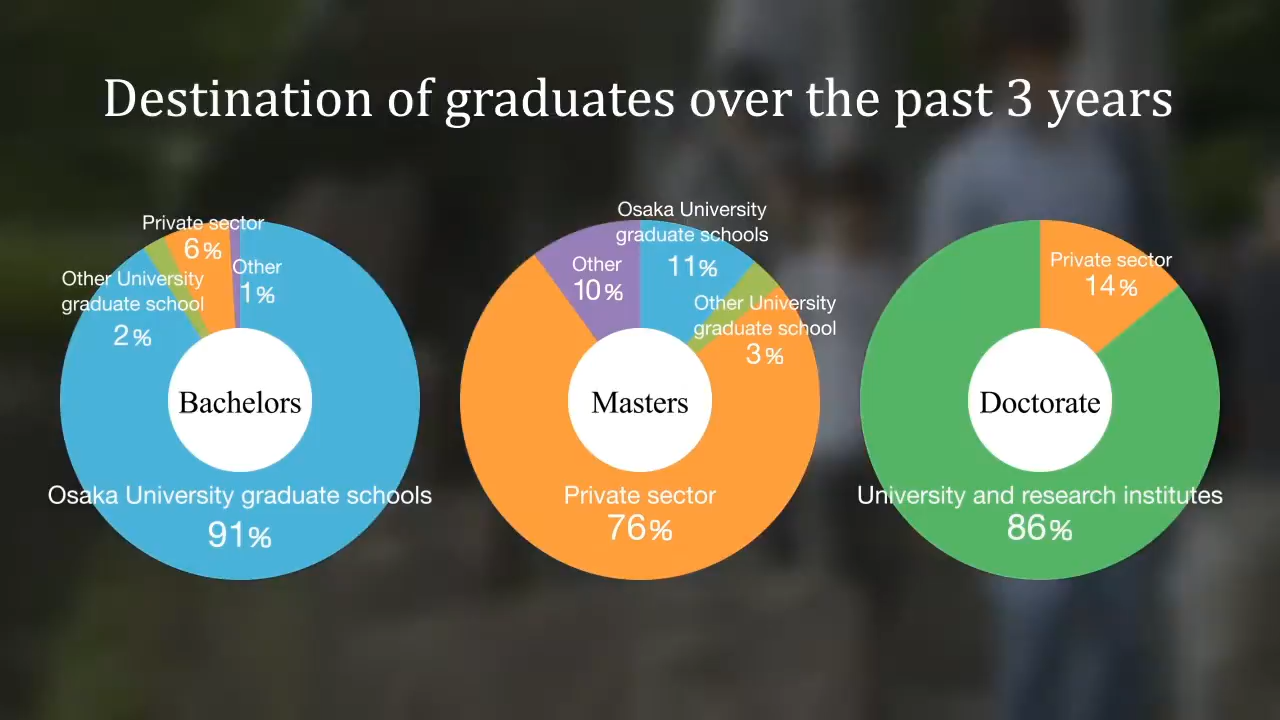 Destination of graduates over the past 3 years
Private sector
6%
Other
1%
Other University
graduate school
2%
Bachelors
Osaka University graduate schools
91%
Osaka University
graduate schools
11%
Other
10%
Other University
graduate school
3%
Masters
Private sector
76%
Private sector
14%
Doctorate
University and research institutes
86%